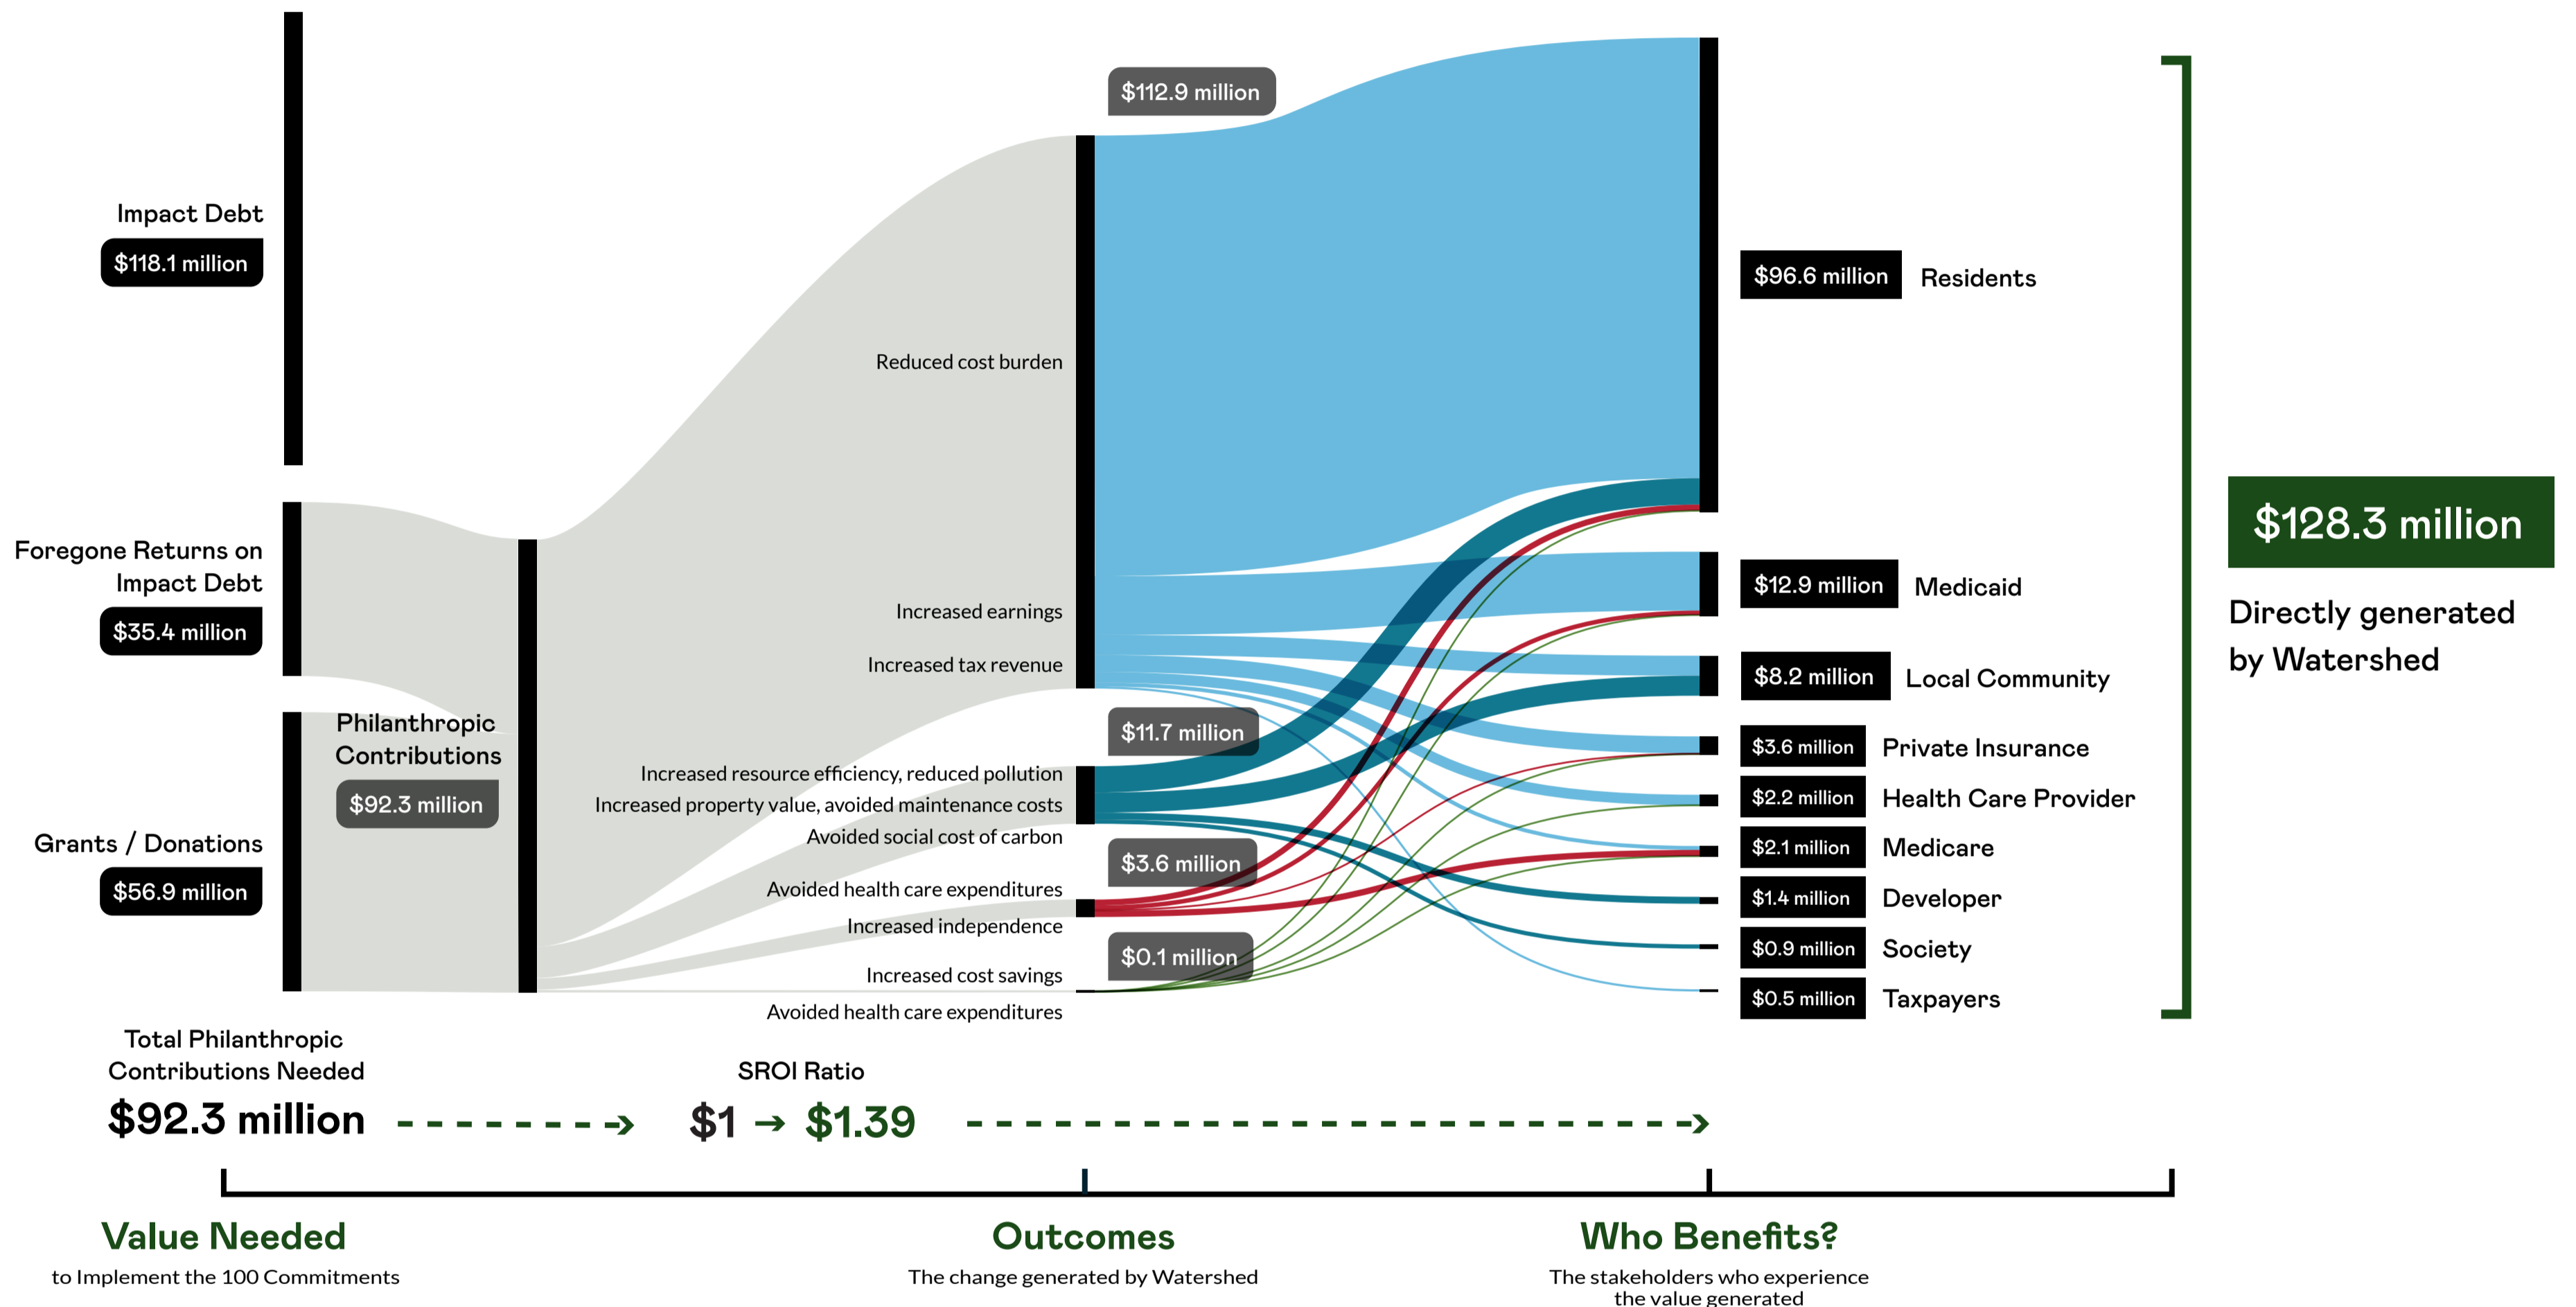 Impact Debt
$118.1 million
Foregone Returns on
Impact Debt
$35.4 million
Grants / Donations
$56.9 million
Philanthropic
Contributions
$92.3 million
$112.9 million
Reduced cost burden
Increased earnings
Increased tax revenue
$11.7 million
Increased resource efficiency, reduced pollution
Increased property value, avoided maintenance costs
Avoided social cost of carbon
$3.6 million
Avoided health care expenditures
Increased independence
$0.1 million
Increased cost savings
Avoided health care expenditures
$96.6 million Residents
$12.9 million Medicaid
$8.2 million Local Community
$3.6 million Private Insurance
$2.2 million Health Care Provider
$2.1 million Medicare
$1.4 million Developer
$0.9 million Society
$0.5 million Taxpayers
$128.3 million
Directly generated
by Watershed
Total Philanthropic
Contributions Needed
$92.3 million
SROI Ratio
$1 → $1.39
Value Needed
to Implement the 100 Commitments
Outcomes
The change generated by Watershed
Who Benefits?
The stakeholders who experience
the value generated